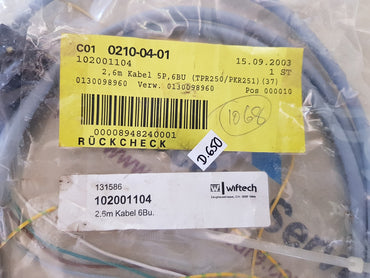 C01 0210-04-01
102001104 15.09.2003
2,6m Kabel 5P,6BU (TPR250/PKR251)(37) 1 ST
0130098960 Verw. 0130098960 Pos 000010
00008948240001
RÜCKCHECK
1068
D.650
131586
102001104
2,6m Kabel 6Bu.
wiftech
Ser